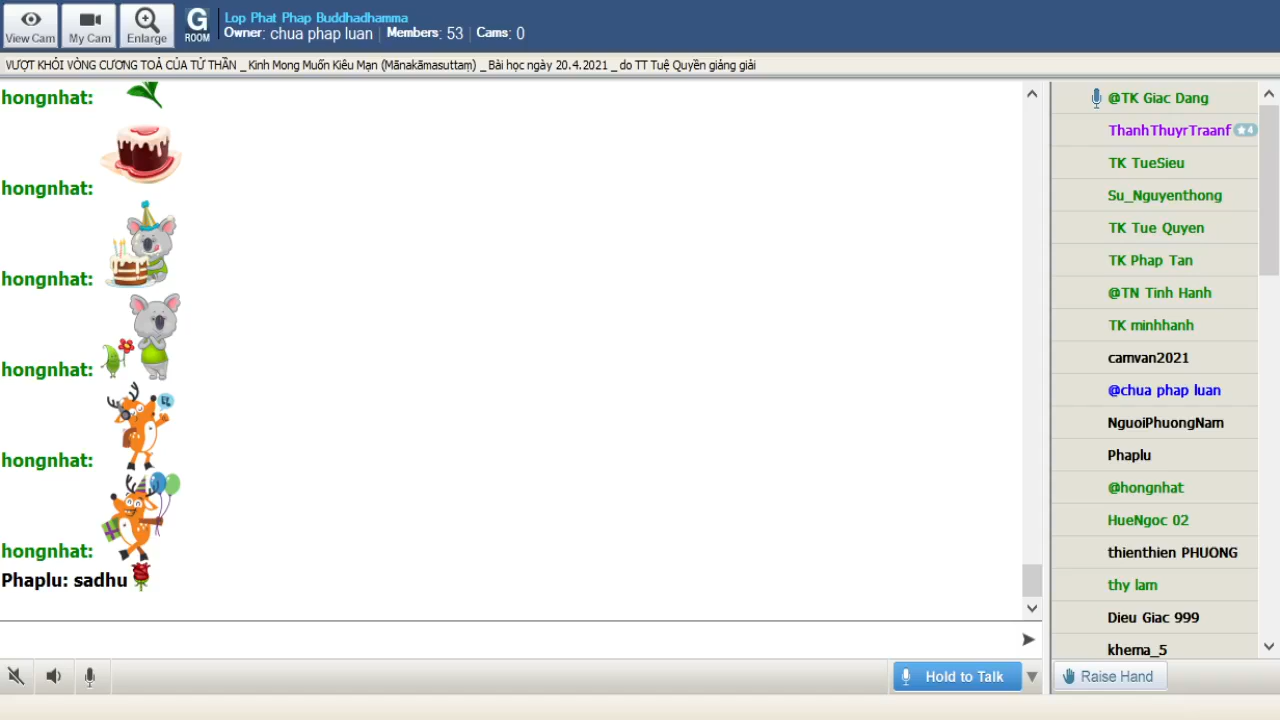 View Cam
My Cam
Enlarge
G
ROOM
Lop Phat Phap Buddhadhamma
Owner: chua phap luan | Members: 53 | Cams: 0
VƯỢT KHỎI VÒNG CƯƠNG TOẢ CỦA TỬ THẦN _ Kinh Mong Muốn Kiêu Mạn (Mānakāmasuttaṃ) _ Bài học ngày 20.4.2021 _ do TT Tuệ Quyền giảng giải
hongnhat:
hongnhat:
hongnhat:
hongnhat:
hongnhat:
hongnhat:
Phaplu: sadhu
@TK Giac Dang
ThanhThuyrTraanf 4
TK TueSieu
Su_Nguyenthong
TK Tue Quyen
TK Phap Tan
@TN Tinh Hanh
TK minhhanh
camvan2021
@chua phap luan
NguoiPhuongNam
Phaplu
@hongnhat
HueNgoc 02
thienthien PHUONG
thy lam
Dieu Giac 999
khema_5
Hold to Talk
Raise Hand